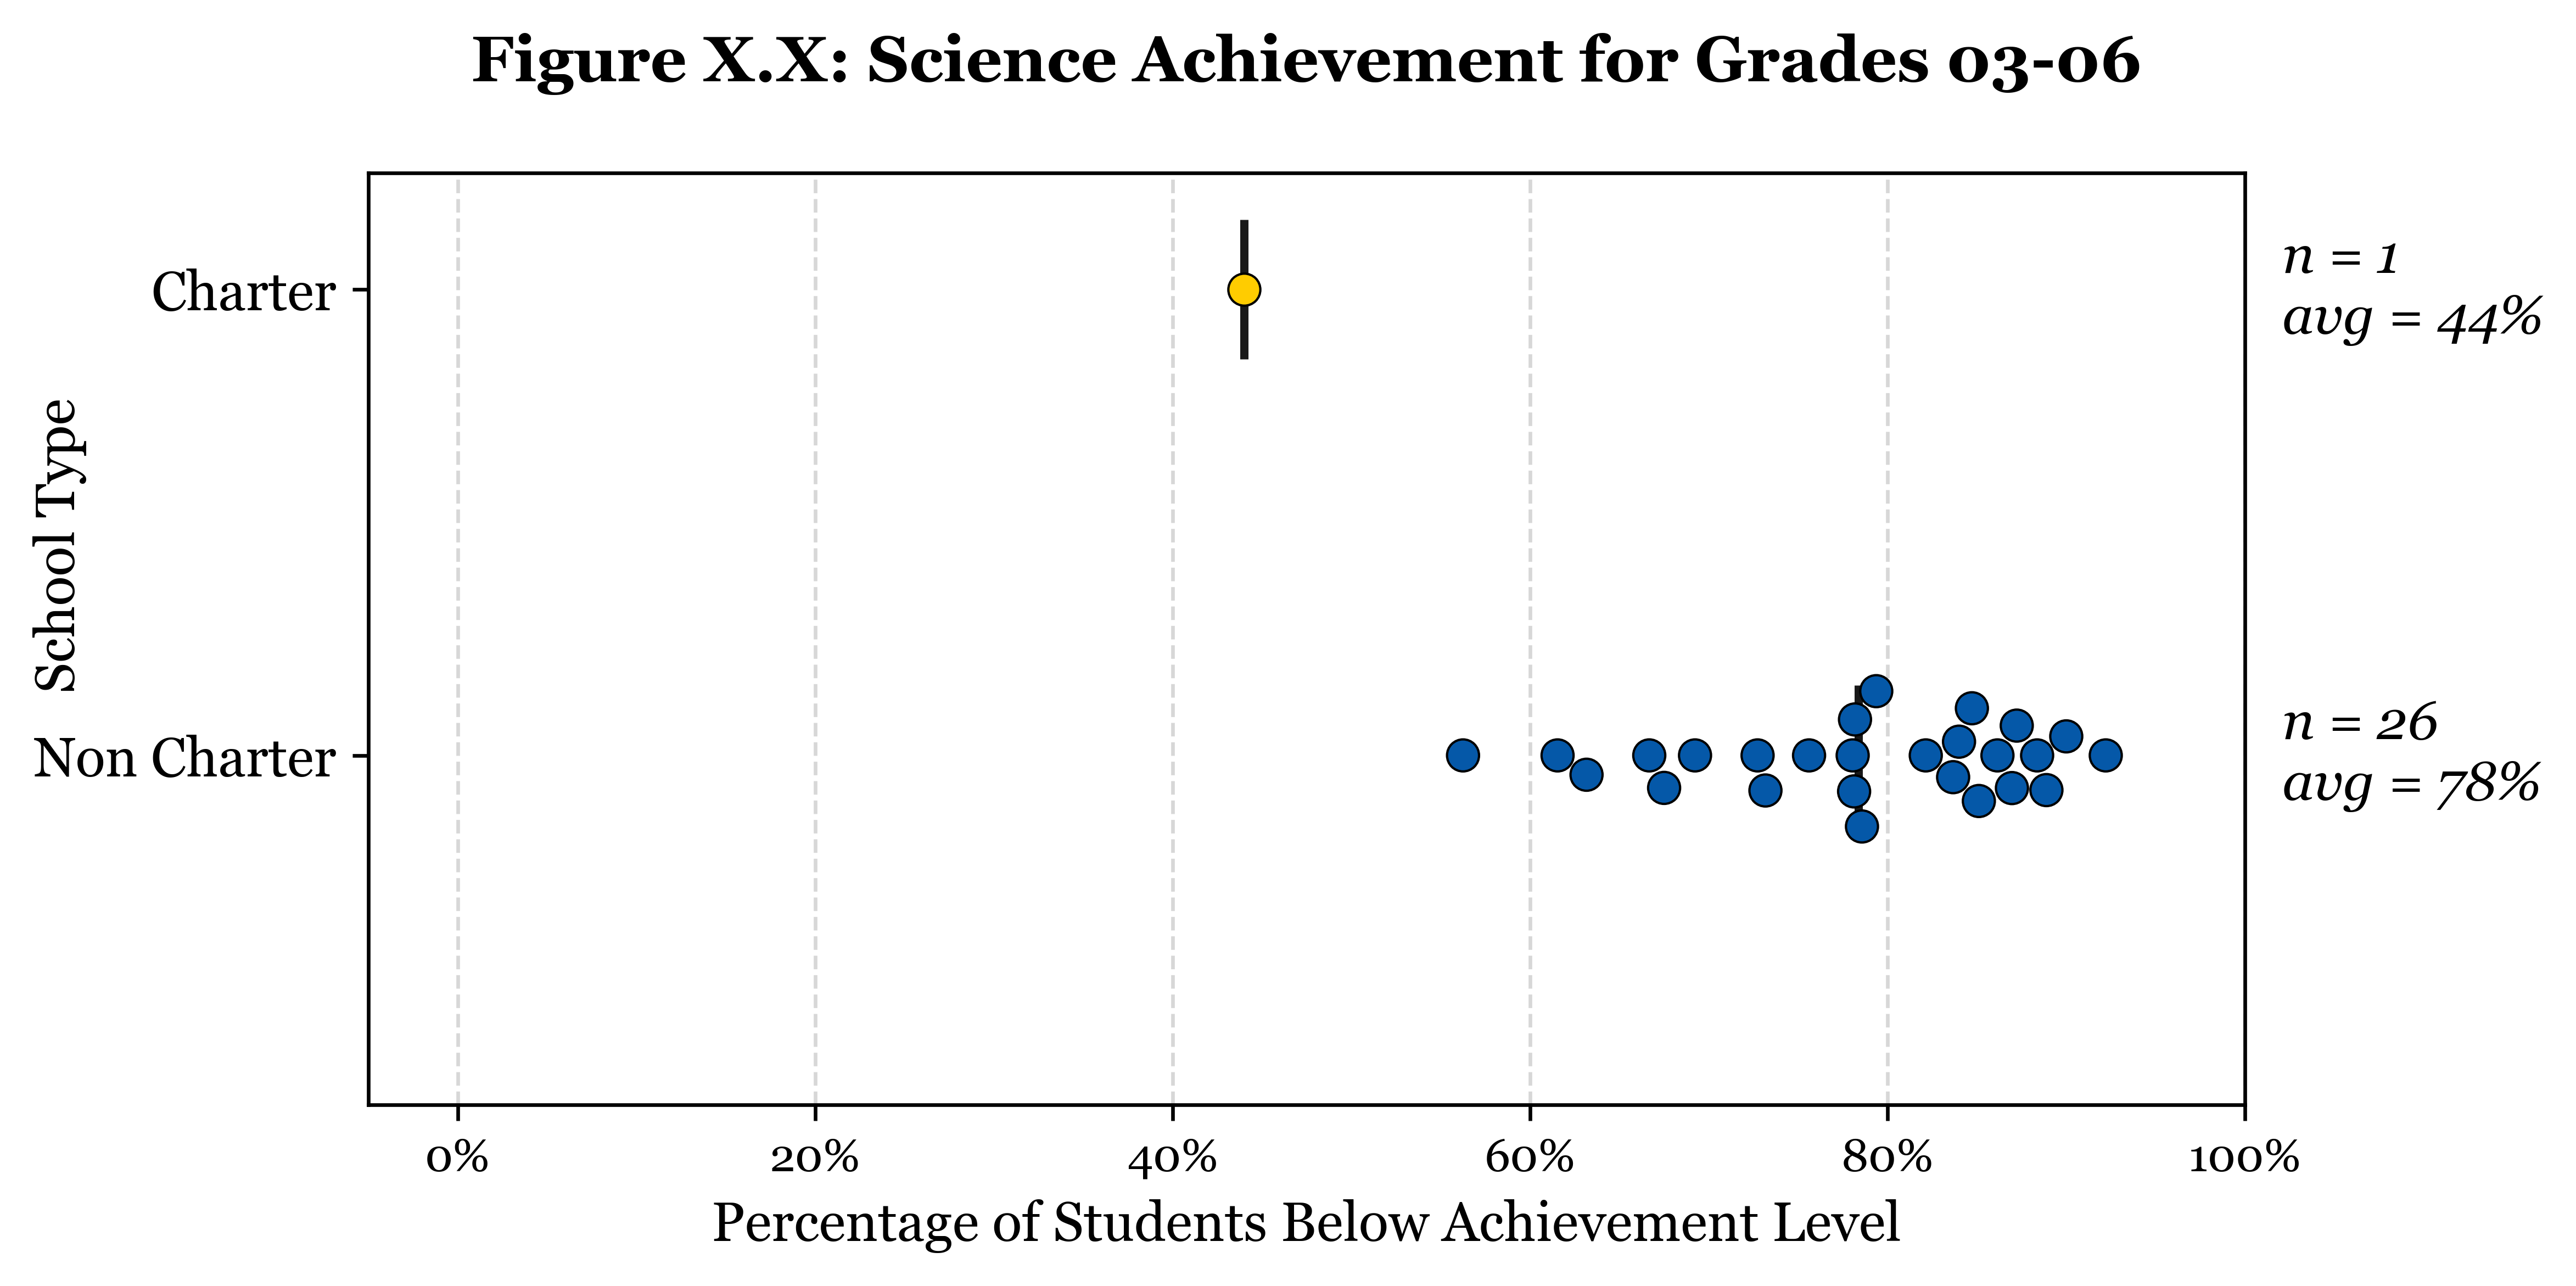 Figure X.X: Science Achievement for Grades 03-06
Charter
n = 1
avg = 44%
School Type
Non Charter
n = 26
avg = 78%
0%
20%
40%
60%
80%
100%
Percentage of Students Below Achievement Level